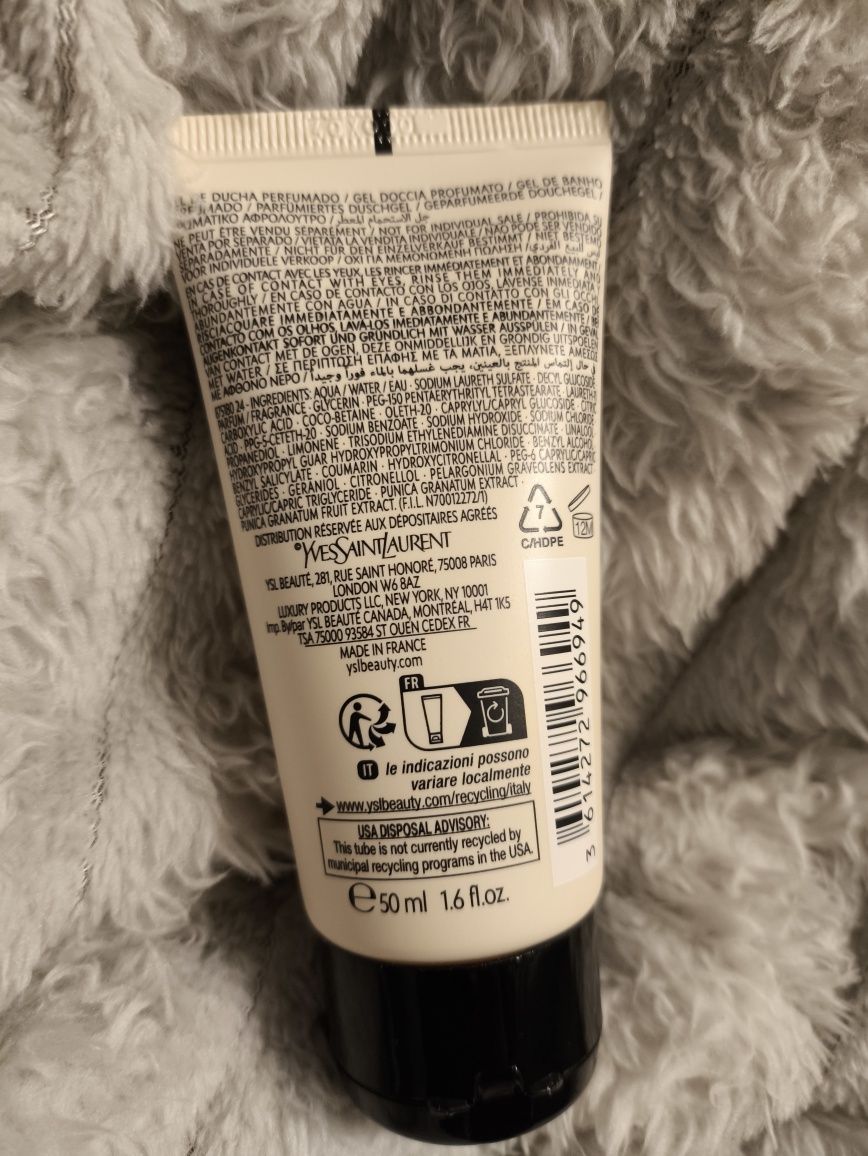 DE DUCHA PERFUMADO / GEL DOCCIA PROFUMATO / GEL DE BANHO
PARFÜMIERTES DUSCHGEL / GEPARFUMEERDE DOUCHEGEL /
ΑΦΡΟΛΟΥΤΡΟ / جل الاستحمام المعطر
NE PEUT ÊTRE VENDU SÉPARÉMENT / NOT FOR INDIVIDUAL SALE / PROHIBIDA SU
VENTA POR SEPARADO / VIETATA LA VENDITA INDIVIDUALE / NÃO PODE SER VENDIDO
SEPARADAMENTE / NICHT FÜR DEN EINZELVERKAUF BESTIMMT / NIET BESTEMD
VOOR INDIVIDUELE VERKOOP / ΟΧΙ ΓΙΑ ΜΕΜΟΝΩΜΕΝΗ ΠΩΛΗΣΗ /
EN CAS DE CONTACT AVEC LES YEUX, LES RINCER IMMÉDIATEMENT ET ABONDAMMENT /
IN CASE OF CONTACT WITH EYES, RINSE THEM IMMEDIATELY AND
THOROUGHLY / EN CASO DE CONTACTO CON LOS OJOS, LÁVENSE INMEDIATA Y
ABUNDANTEMENTE CON AGUA / IN CASO DI CONTATTO CON GLI OCCHI,
RISCIACQUARE IMMEDIATAMENTE E ABBONDANTEMENTE / EM CASO DE
CONTACTO COM OS OLHOS, LAVÁ-LOS IMEDIATAMENTE E ABUNDANTEMENTE / BEI
AUGENKONTAKT SOFORT UND GRÜNDLICH MIT WASSER AUSSPÜLEN / IN GEVAL
VAN CONTACT MET DE OGEN, DEZE ONMIDDELLIJK EN GRONDIG UITSPOELEN
MET WATER / ΣΕ ΠΕΡΙΠΤΩΣΗ ΕΠΑΦΗΣ ΜΕ ΤΑ ΜΑΤΙΑ, ΞΕΠΛΥΝΕΤΕ ΑΜΕΣΩΣ
ΜΕ ΑΦΘΟΝΟ ΝΕΡΟ / في حال التماس المنتج بالعينين، يجب غسلهما بالماء فوراً وجيداً
975180 24 - INGREDIENTS: AQUA / WATER / EAU · SODIUM LAURETH SULFATE · DECYL GLUCOSIDE
PARFUM / FRAGRANCE · GLYCERIN · PEG-150 PENTAERYTHRITYL TETRASTEARATE · LAURETH-
CARBOXYLIC ACID · COCO-BETAINE · OLETH-20 · CAPRYLYL/CAPRYL GLUCOSIDE · CITRIC
ACID · PPG-5-CETETH-20 · SODIUM BENZOATE · SODIUM HYDROXIDE · SODIUM CHLORIDE
PROPANEDIOL · LIMONENE · TRISODIUM ETHYLENEDIAMINE DISUCCINATE · LINALOOL
HYDROXYPROPYL GUAR HYDROXYPROPYLTRIMONIUM CHLORIDE · BENZYL ALCOHOL
BENZYL SALICYLATE · COUMARIN · HYDROXYCITRONELLAL · PEG-6 CAPRYLIC/CAPRIC
GLYCERIDES · GERANIOL · CITRONELLOL · PELARGONIUM GRAVEOLENS EXTRACT
CAPRYLIC/CAPRIC TRIGLYCERIDE · PUNICA GRANATUM EXTRACT ·
PUNICA GRANATUM FRUIT EXTRACT. (F.I.L. N70012272/1)
DISTRIBUTION RÉSERVÉE AUX DÉPOSITAIRES AGRÉÉS
©YVESSAINTLAURENT
7
C/HDPE
12M
YSL BEAUTÉ, 281, RUE SAINT HONORÉ, 75008 PARIS
LONDON W6 8AZ
LUXURY PRODUCTS LLC, NEW YORK, NY 10001
Imp. By/par YSL BEAUTÉ CANADA, MONTRÉAL, H4T 1K5
TSA 75000 93584 ST OUEN CEDEX FR
MADE IN FRANCE
yslbeauty.com
FR
IT le indicazioni possono
variare localmente
www.yslbeauty.com/recycling/italy
USA DISPOSAL ADVISORY:
This tube is not currently recycled by
municipal recycling programs in the USA.
℮ 50 ml 1.6 fl.oz.
3 614272 966949